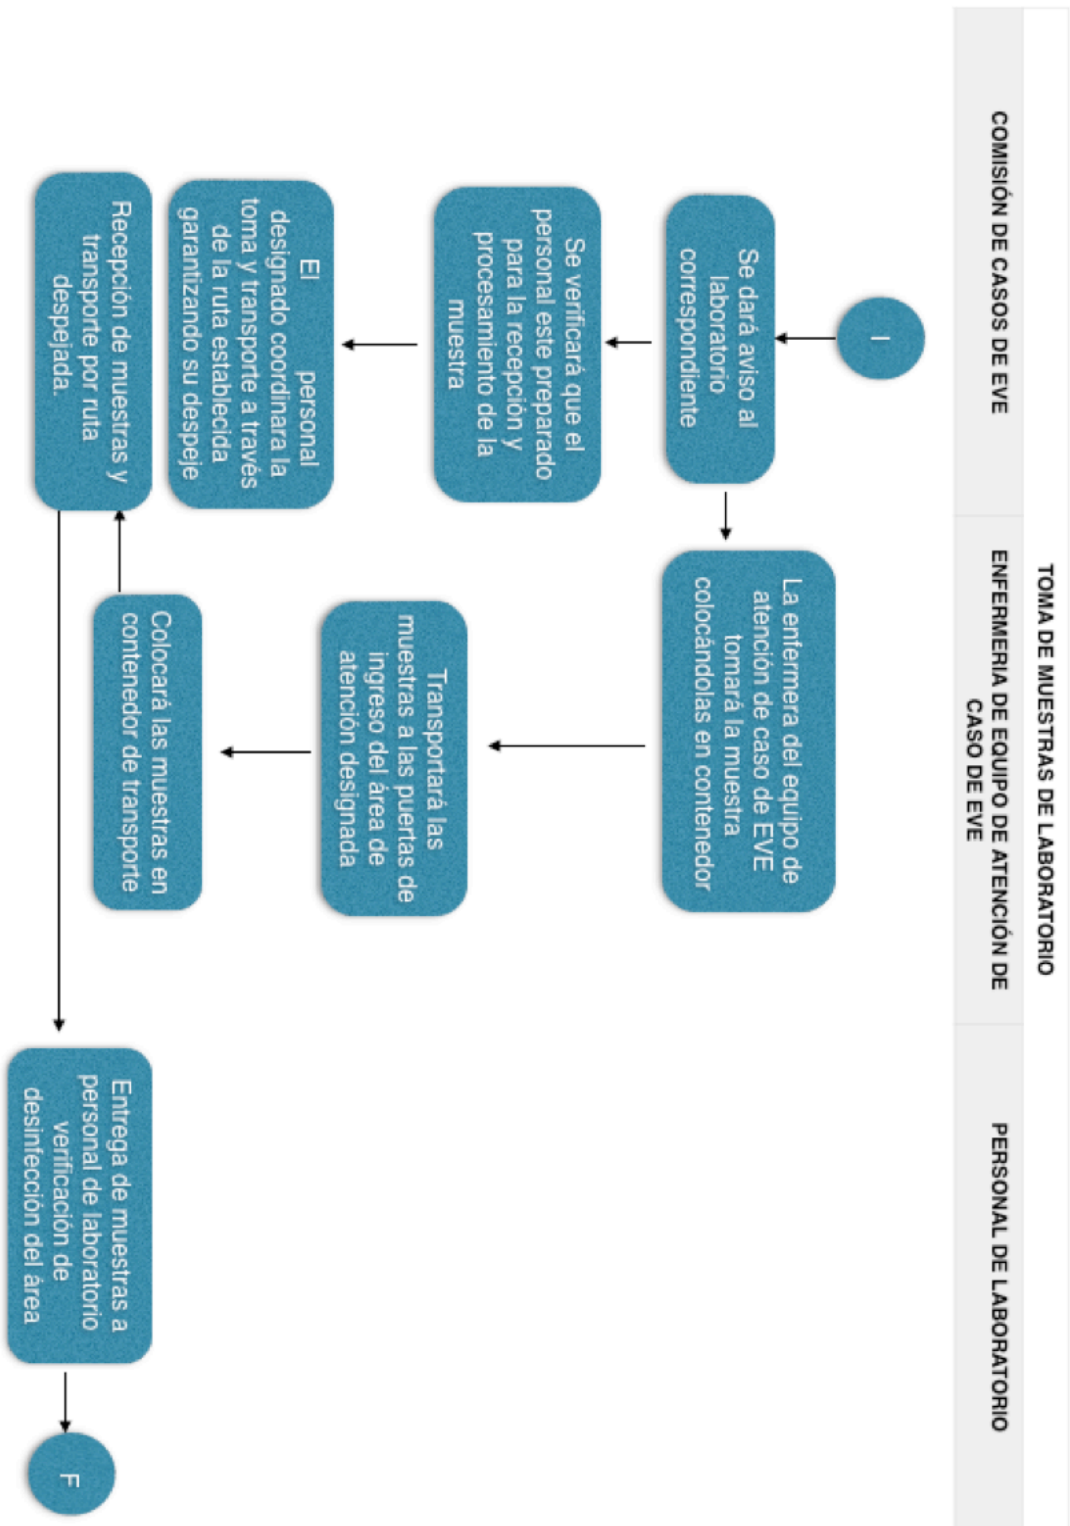 TOMA DE MUESTRAS DE LABORATORIO
COMISIÓN DE CASOS DE EVE
ENFERMERIA DE EQUIPO DE ATENCIÓN DE
CASO DE EVE
PERSONAL DE LABORATORIO
I
Se dará aviso al
laboratorio
correspondiente
La enfermera del equipo de
atención de caso de EVE
tomará la muestra
colocándolas en contenedor
Se verificará que el
personal este preparado
para la recepción y
procesamiento de la
muestra
Transportará las
muestras a las puertas de
ingreso del área de
atención designada
El personal
designado coordinara la
toma y transporte a través
de la ruta establecida
garantizando su despeje
Colocará las muestras en
contenedor de transporte
Recepción de muestras y
transporte por ruta
despejada.
Entrega de muestras a
personal de laboratorio
verificación de
desinfección del área
F